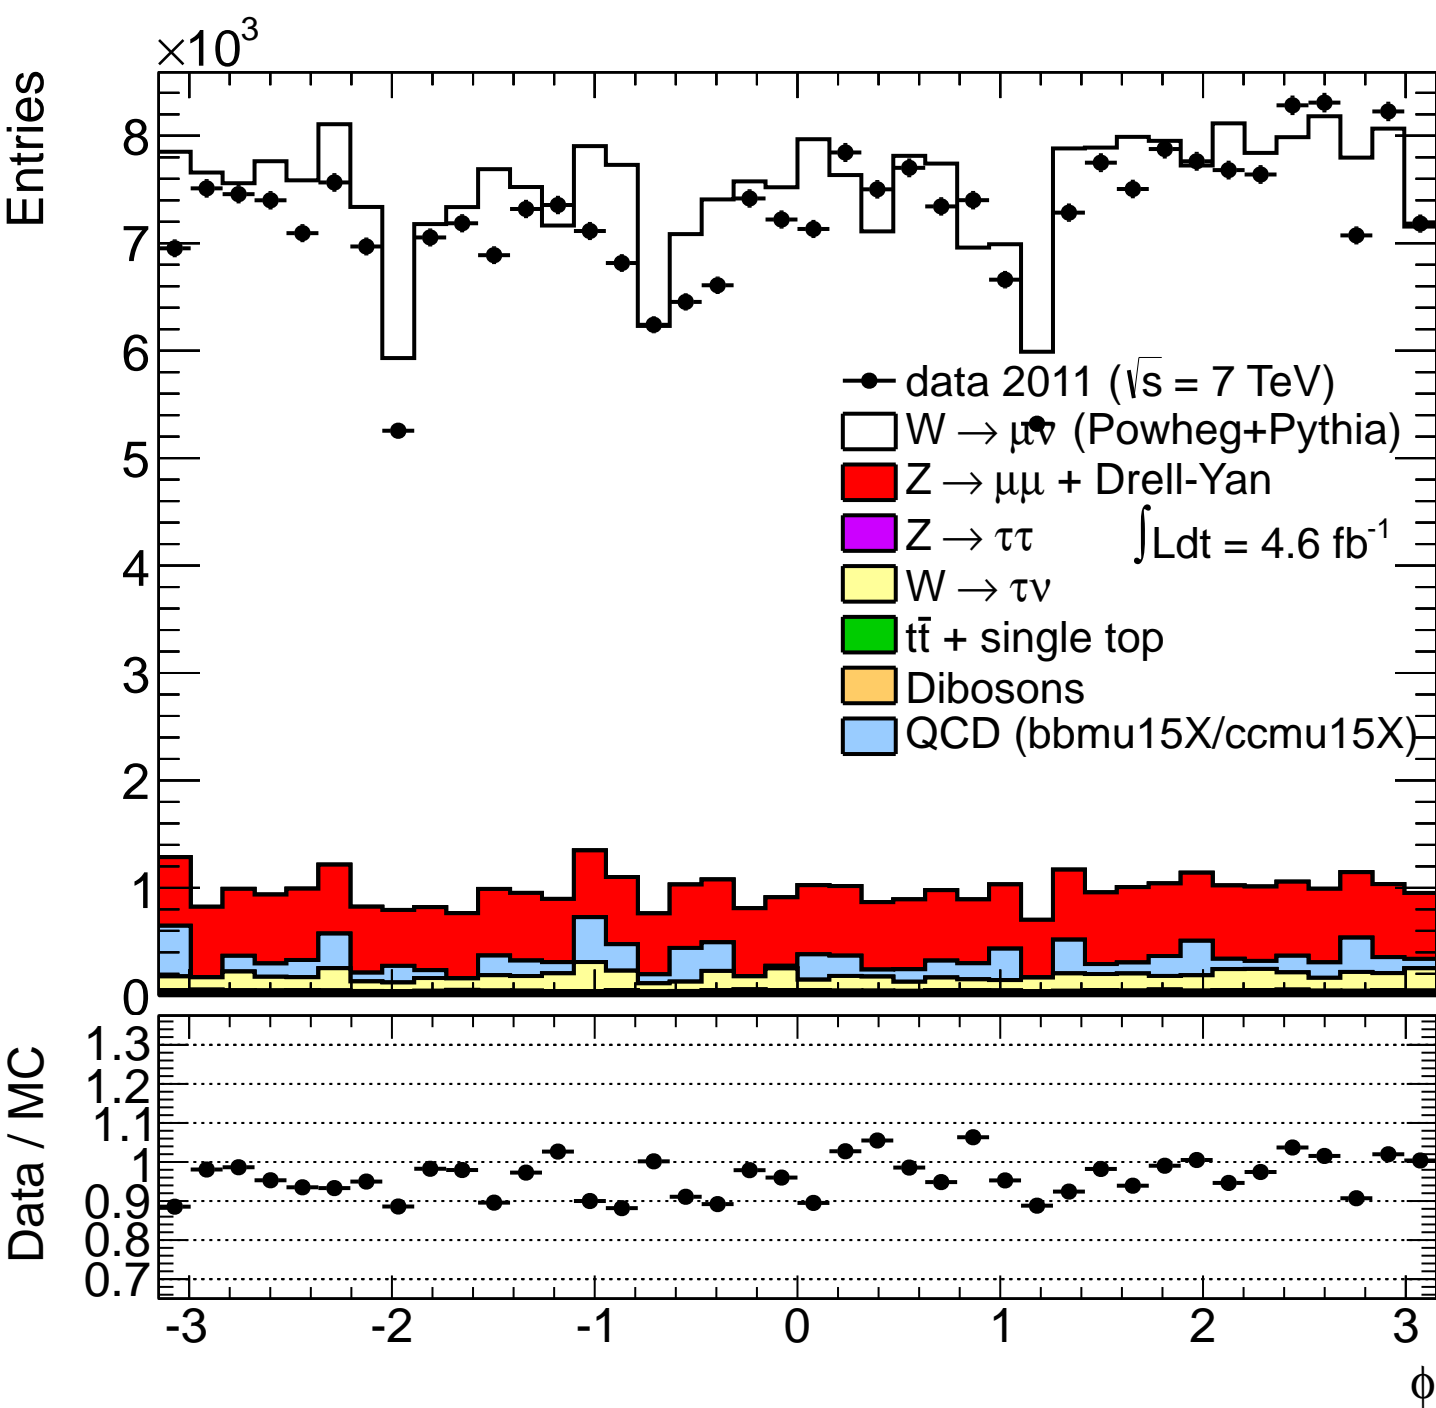 ×10³
Entries
8
7
6
5
4
3
2
1
0
data 2011 (√s = 7 TeV)
W → μν (Powheg+Pythia)
Z → μμ + Drell-Yan
Z → ττ
∫Ldt = 4.6 fb⁻¹
W → τν
tt̄ + single top
Dibosons
QCD (bbmu15X/ccmu15X)
Data / MC
1.3
1.2
1.1
1
0.9
0.8
0.7
-3 -2 -1 0 1 2 3
ϕ